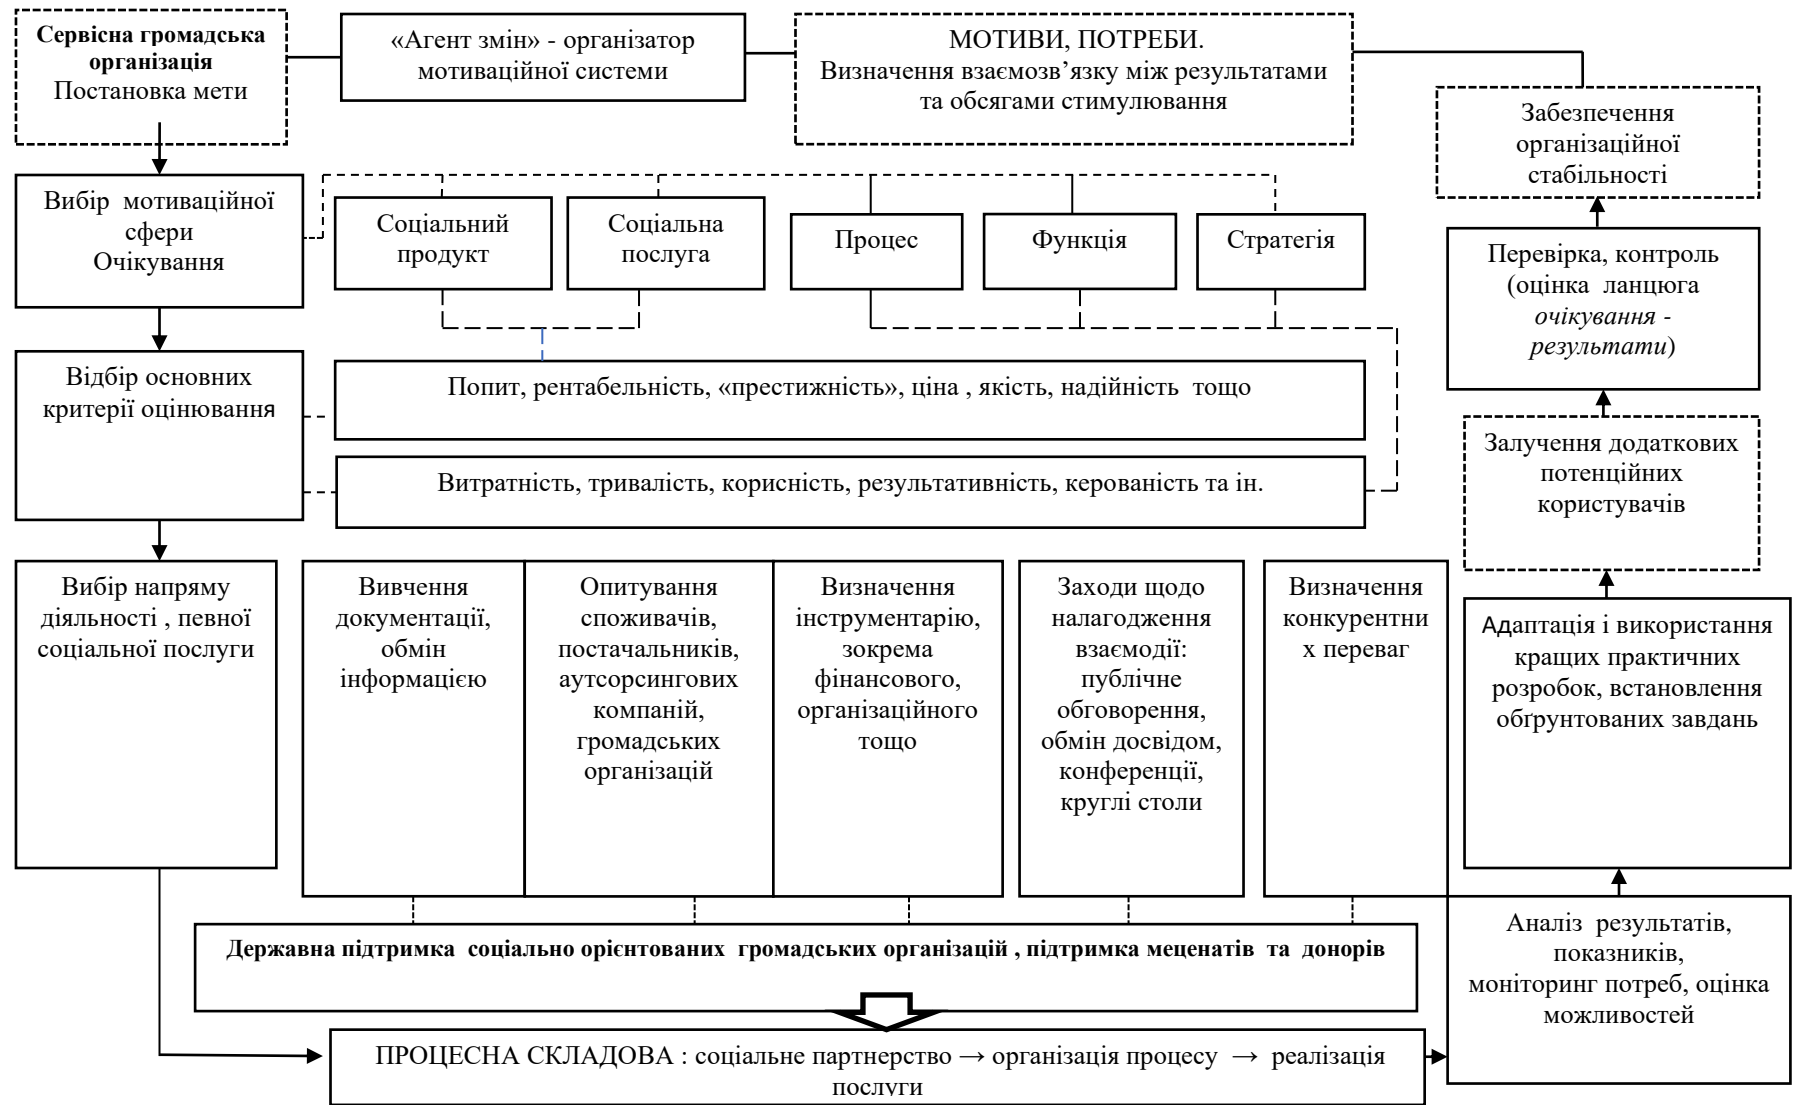 Сервісна громадська
організація
Постановка мети
«Агент змін» - організатор
мотиваційної системи
МОТИВИ, ПОТРЕБИ.
Визначення взаємозв’язку між результатами
та обсягами стимулювання
Забезпечення
організаційної
стабільності
Вибір мотиваційної
сфери
Очікування
Соціальний
продукт
Соціальна
послуга
Процес
Функція
Стратегія
Перевірка, контроль
(оцінка ланцюга
очікування -
результати)
Відбір основних
критерії оцінювання
Попит, рентабельність, «престижність», ціна , якість, надійність тощо
Витратність, тривалість, корисність, результативність, керованість та ін.
Залучення додаткових
потенційних
користувачів
Вибір напряму
діяльності , певної
соціальної послуги
Вивчення
документації,
обмін
інформацією
Опитування
споживачів,
постачальників,
аутсорсингових
компаній,
громадських
організацій
Визначення
інструментарію,
зокрема
фінансового,
організаційного
тощо
Заходи щодо
налагодження
взаємодії:
публічне
обговорення,
обмін досвідом,
конференції,
круглі столи
Визначення
конкурентни
х переваг
Адаптація і використання
кращих практичних
розробок, встановлення
обґрунтованих завдань
Державна підтримка соціально орієнтованих громадських організацій , підтримка меценатів та донорів
Аналіз результатів,
показників,
моніторинг потреб, оцінка
можливостей
ПРОЦЕСНА СКЛАДОВА : соціальне партнерство → організація процесу → реалізація
послуги